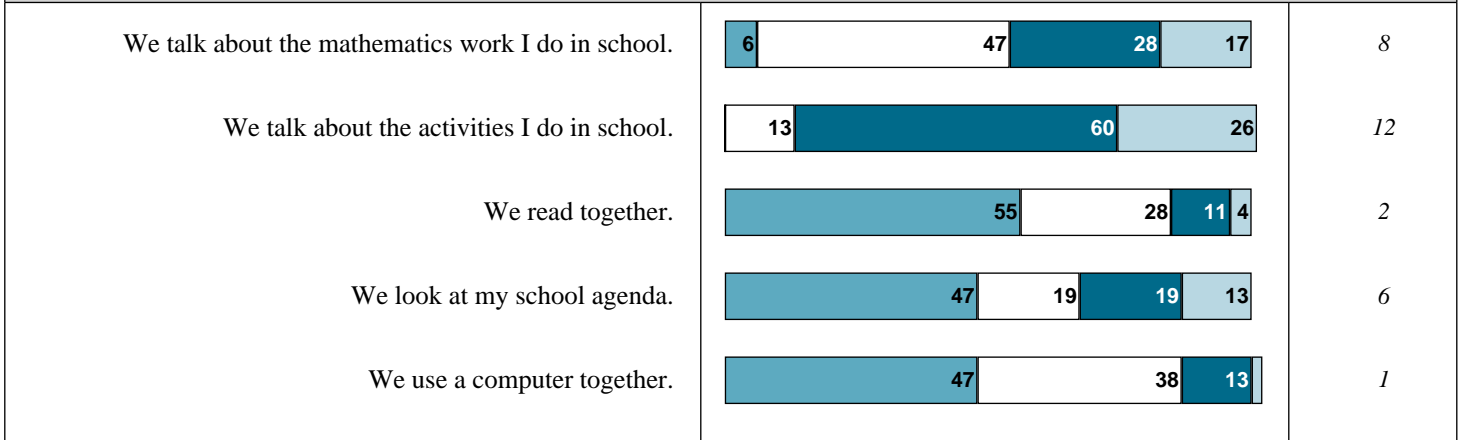 We talk about the mathematics work I do in school. 6 47 28 17 8
We talk about the activities I do in school. 13 60 26 12
We read together. 55 28 11 4 2
We look at my school agenda. 47 19 19 13 6
We use a computer together. 47 38 13 1